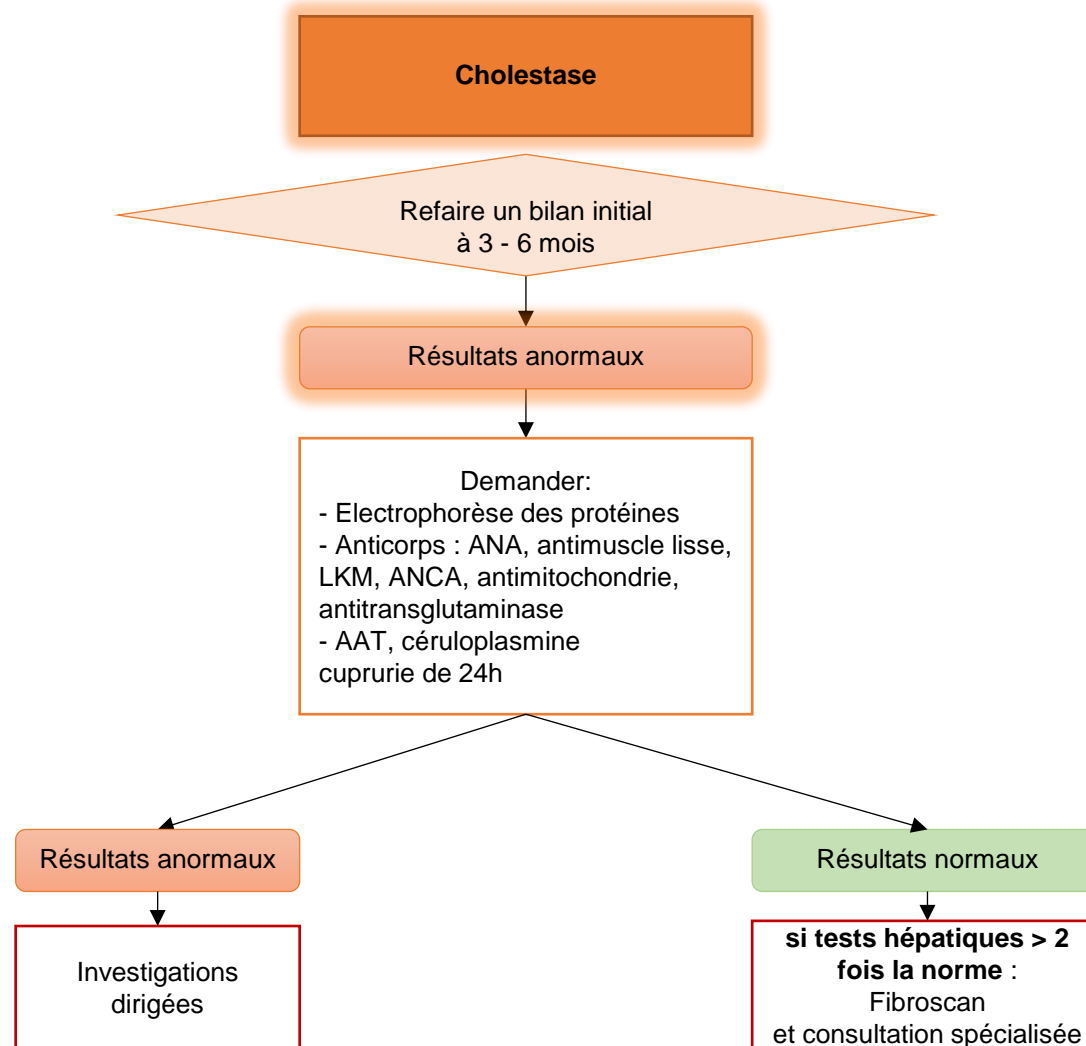 Cholestase
Refaire un bilan initial
à 3 - 6 mois
Résultats anormaux
Demander:
- Electrophorèse des protéines
- Anticorps : ANA, antimuscle lisse,
LKM, ANCA, antimitochondrie,
antitransglutaminase
- AAT, céruloplasmine
cuprurie de 24h
Résultats anormaux
Investigations
dirigées
Résultats normaux
si tests hépatiques > 2
fois la norme :
Fibroscan
et consultation spécialisée